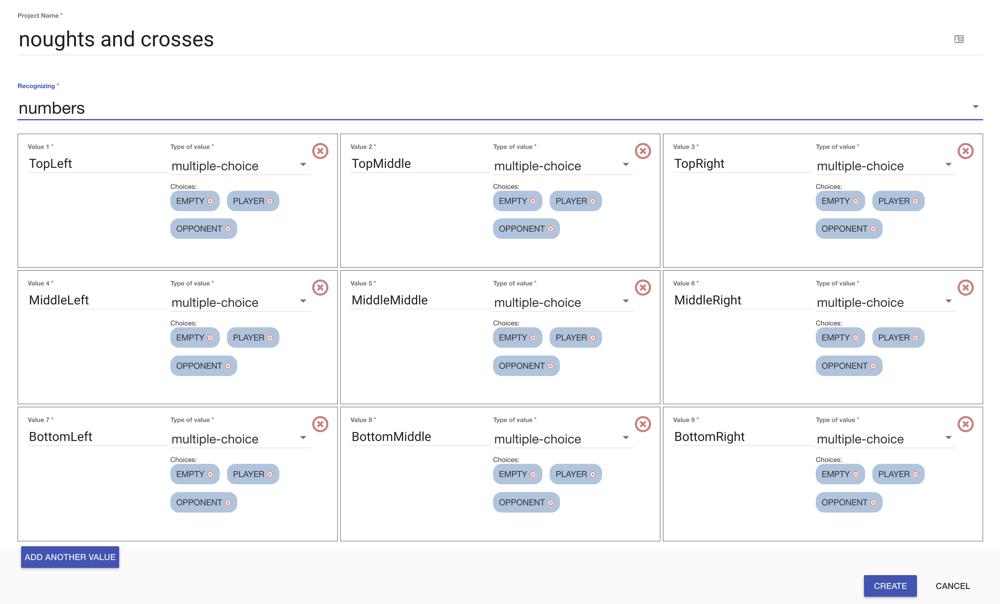 Project Name *
noughts and crosses
Recognizing *
numbers
Value 1 * Type of value *
TopLeft multiple-choice
Choices:
EMPTY PLAYER
OPPONENT
Value 2 * Type of value *
TopMiddle multiple-choice
Choices:
EMPTY PLAYER
OPPONENT
Value 3 * Type of value *
TopRight multiple-choice
Choices:
EMPTY PLAYER
OPPONENT
Value 4 * Type of value *
MiddleLeft multiple-choice
Choices:
EMPTY PLAYER
OPPONENT
Value 5 * Type of value *
MiddleMiddle multiple-choice
Choices:
EMPTY PLAYER
OPPONENT
Value 6 * Type of value *
MiddleRight multiple-choice
Choices:
EMPTY PLAYER
OPPONENT
Value 7 * Type of value *
BottomLeft multiple-choice
Choices:
EMPTY PLAYER
OPPONENT
Value 8 * Type of value *
BottomMiddle multiple-choice
Choices:
EMPTY PLAYER
OPPONENT
Value 9 * Type of value *
BottomRight multiple-choice
Choices:
EMPTY PLAYER
OPPONENT
ADD ANOTHER VALUE
CREATE CANCEL